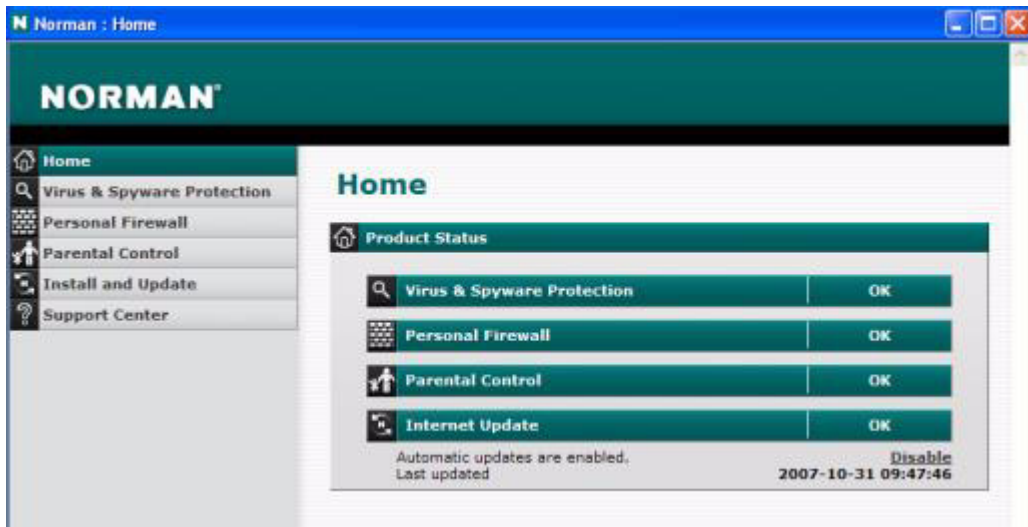 N Norman : Home
NORMAN®
Home
Virus & Spyware Protection
Personal Firewall
Parental Control
Install and Update
Support Center
Home
Product Status
Virus & Spyware Protection OK
Personal Firewall OK
Parental Control OK
Internet Update OK
Automatic updates are enabled. Disable
Last updated 2007-10-31 09:47:46